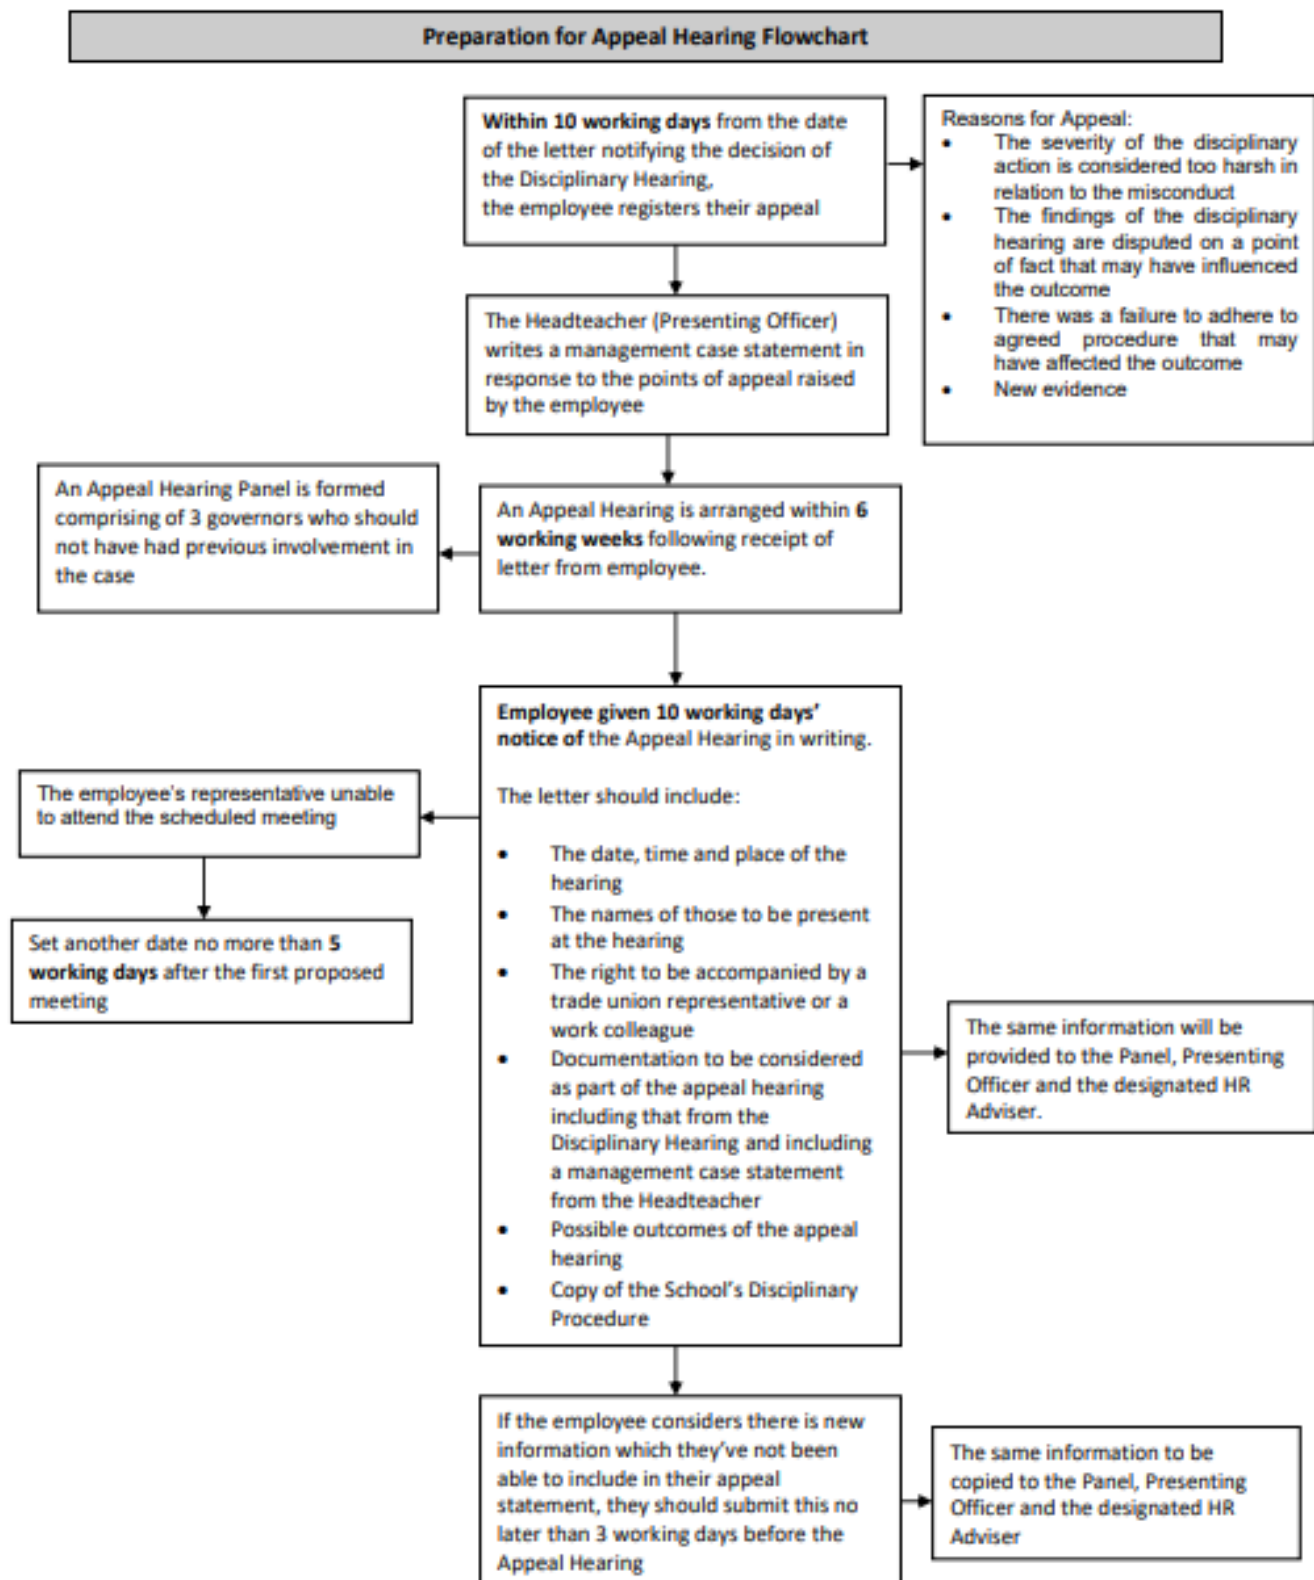 Preparation for Appeal Hearing Flowchart
Within 10 working days from the date
of the letter notifying the decision of
the Disciplinary Hearing,
the employee registers their appeal
Reasons for Appeal:
• The severity of the disciplinary
action is considered too harsh in
relation to the misconduct
• The findings of the disciplinary
hearing are disputed on a point
of fact that may have influenced
the outcome
• There was a failure to adhere to
agreed procedure that may
have affected the outcome
• New evidence
The Headteacher (Presenting Officer)
writes a management case statement in
response to the points of appeal raised
by the employee
An Appeal Hearing Panel is formed
comprising of 3 governors who should
not have had previous involvement in
the case
An Appeal Hearing is arranged within 6
working weeks following receipt of
letter from employee.
Employee given 10 working days'
notice of the Appeal Hearing in writing.
The letter should include:
• The date, time and place of the
hearing
• The names of those to be present
at the hearing
• The right to be accompanied by a
trade union representative or a
work colleague
• Documentation to be considered
as part of the appeal hearing
including that from the
Disciplinary Hearing and including
a management case statement
from the Headteacher
• Possible outcomes of the appeal
hearing
• Copy of the School's Disciplinary
Procedure
The employee's representative unable
to attend the scheduled meeting
Set another date no more than 5
working days after the first proposed
meeting
The same information will be
provided to the Panel, Presenting
Officer and the designated HR
Adviser.
If the employee considers there is new
information which they've not been
able to include in their appeal
statement, they should submit this no
later than 3 working days before the
Appeal Hearing
The same information to be
copied to the Panel, Presenting
Officer and the designated HR
Adviser